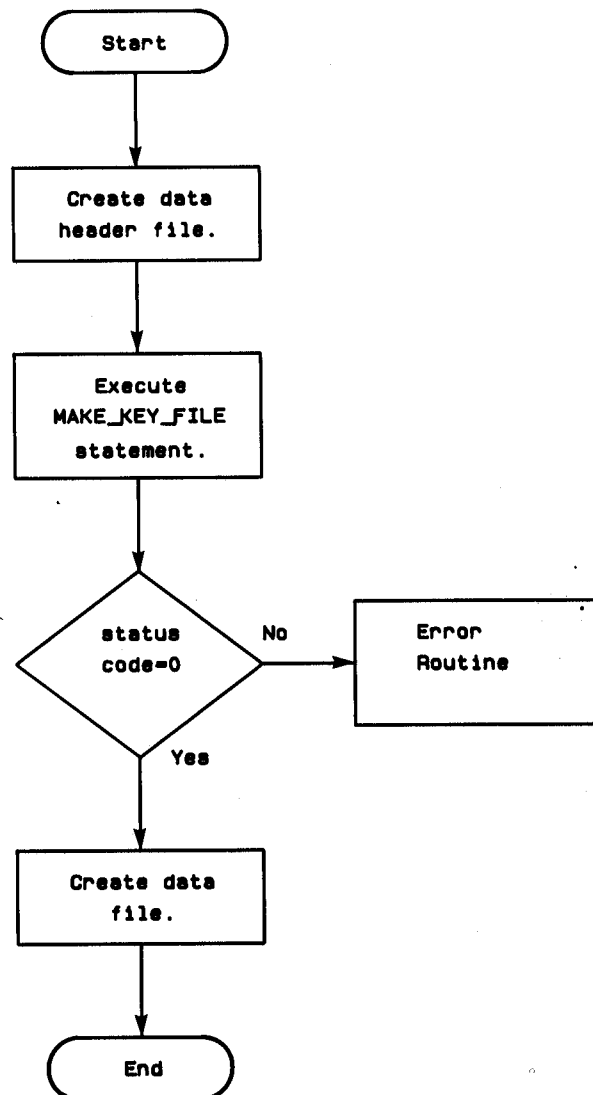 Start
Create data
header file.
Execute
MAKE_KEY_FILE
statement.
status
code=0
No
Error
Routine
Yes
Create data
file.
End